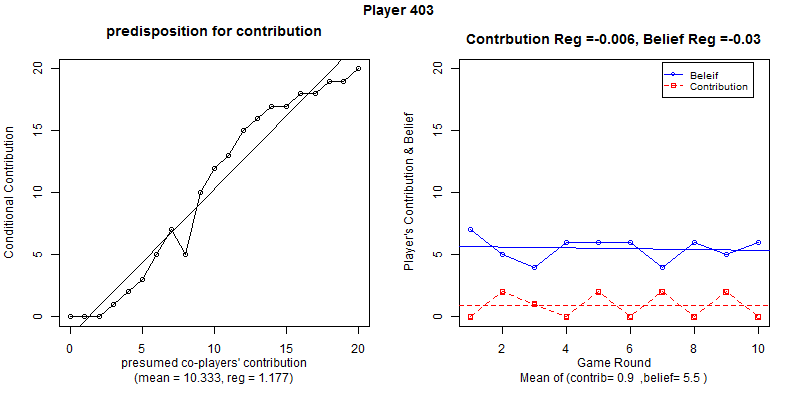 Player 403
predisposition for contribution
Conditional Contribution
0
5
10
15
20
0
5
10
15
20
presumed co-players' contribution
(mean = 10.333, reg = 1.177)
Contrbution Reg =-0.006, Belief Reg =-0.03
Player's Contribution & Belief
0
5
10
15
20
Beleif
Contribution
2
4
6
8
10
Game Round
Mean of (contrib= 0.9 ,belief= 5.5 )